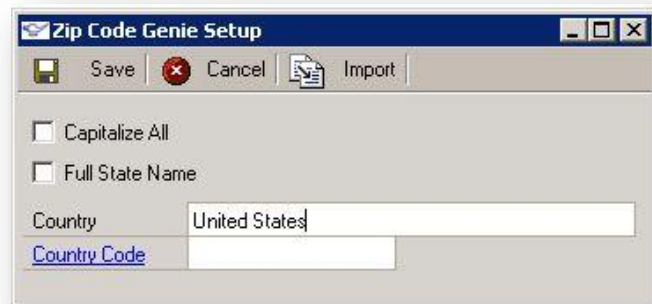 Zip Code Genie Setup
Save Cancel Import
Capitalize All
Full State Name
Country United States
Country Code